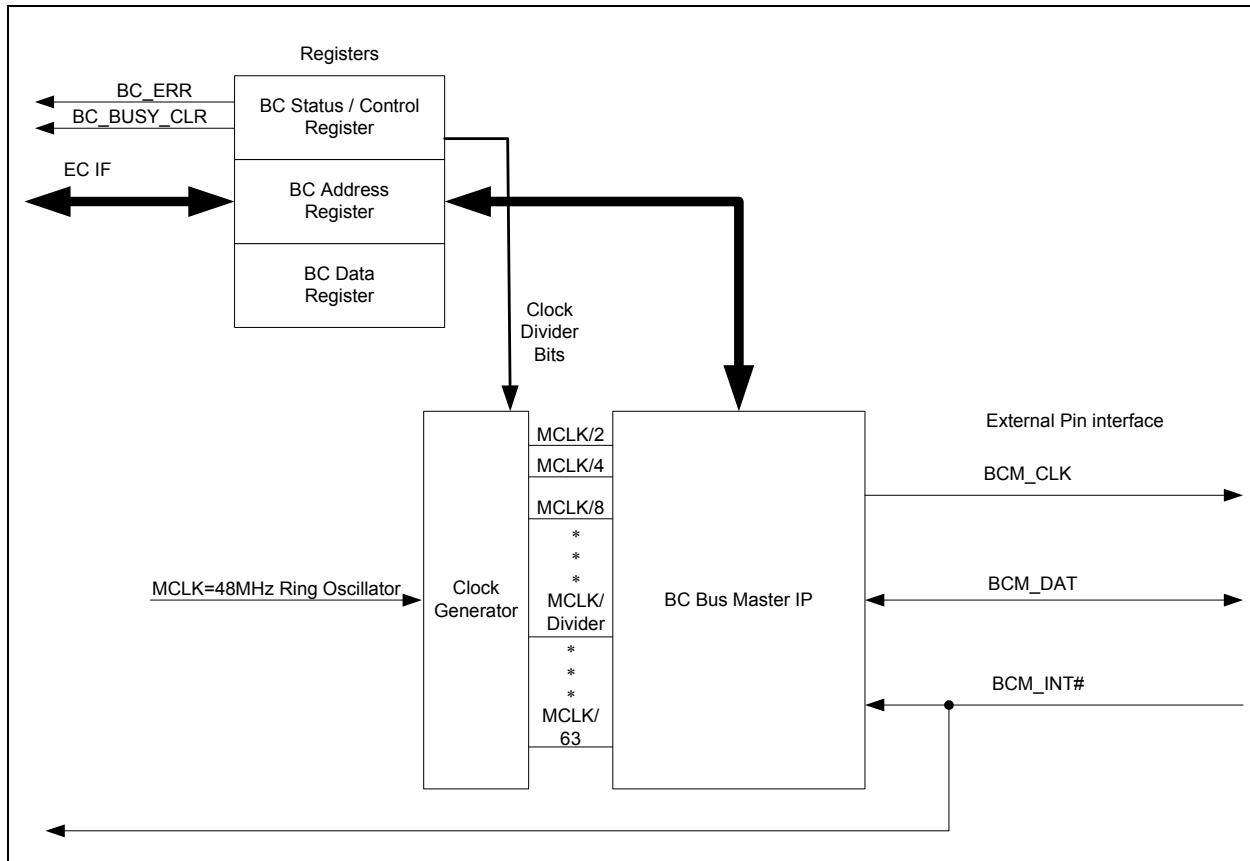 Registers
BC_ERR
BC_BUSY_CLR
BC Status / Control
Register
EC IF
BC Address
Register
BC Data
Register
Clock
Divider
Bits
MCLK/2
MCLK/4
MCLK/8
*
*
*
MCLK/
Divider
*
*
*
MCLK/
63
MCLK=48MHz Ring Oscillator
Clock
Generator
BC Bus Master IP
External Pin interface
BCM_CLK
BCM_DAT
BCM_INT#